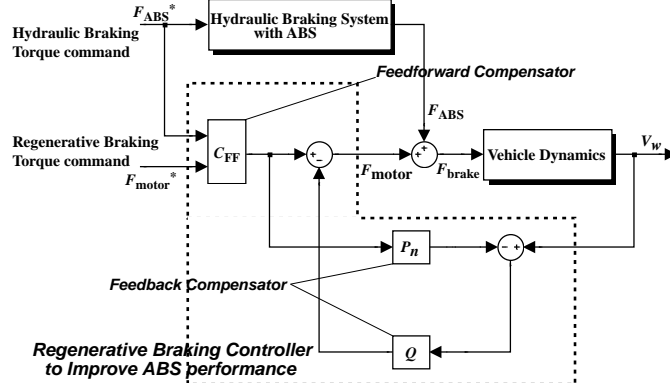 F_ABS*
Hydraulic Braking System
with ABS
Hydraulic Braking
Torque command
Feedforward Compensator
F_ABS
Regenerative Braking
Torque command
C_FF
+
−
+
+
Vehicle Dynamics
V_w
F_motor*
F_motor
F_brake
P_n
− +
Feedback Compensator
Q
Regenerative Braking Controller
to Improve ABS performance